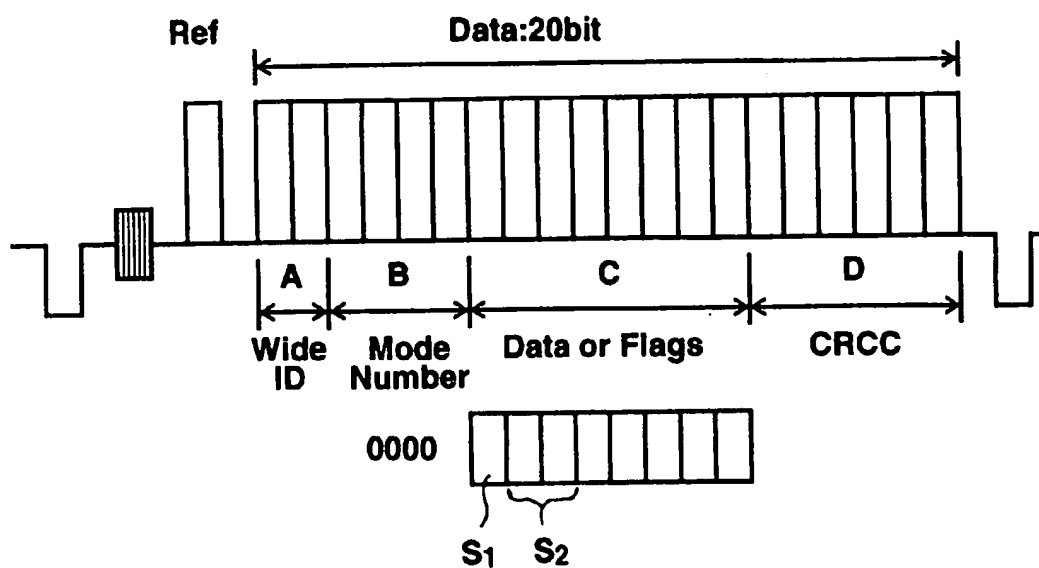 Ref Data:20bit
A B C D
Wide ID Mode Number Data or Flags CRCC
0000
S1 S2